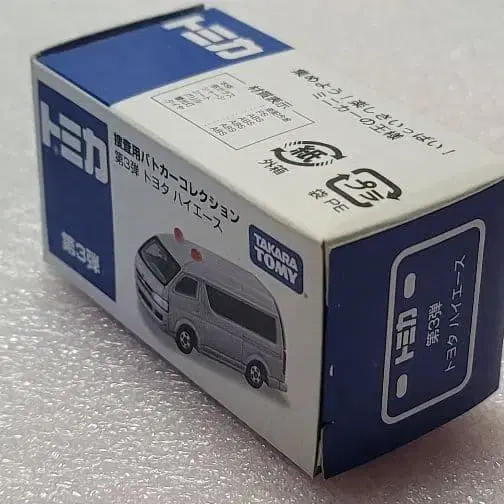 トミカ
集めよう！楽しさいっぱい！
ミニカーの王様
材質表示
ABS
ABS
ABS
紙
外箱
プラ
袋 PE
トミカ
捜査用パトカーコレクション
第3弾 トヨタ ハイエース
第3弾
TAKARA
TOMY
トミカ
第3弾
トヨタ ハイエース